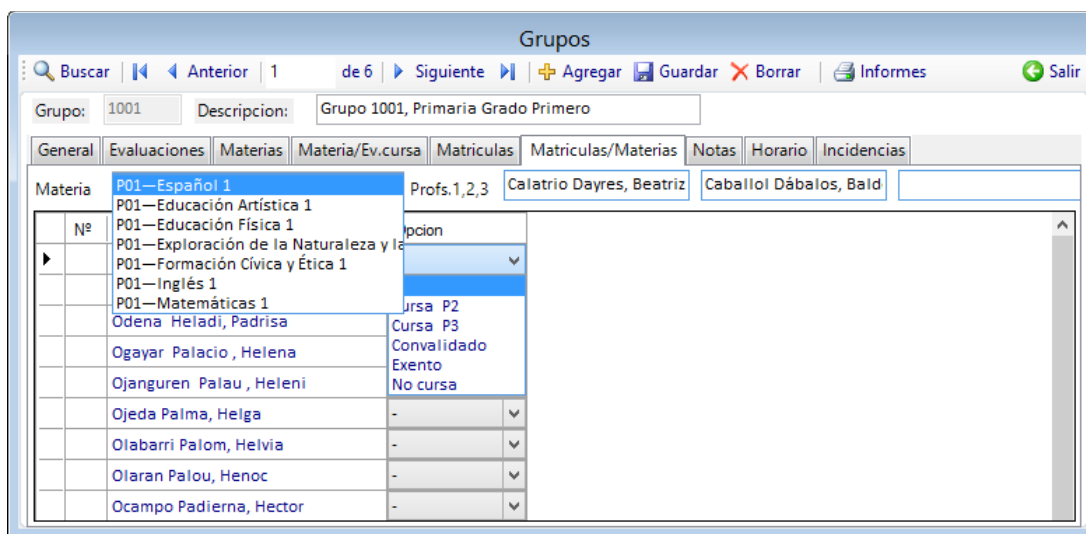 Grupos
Buscar Anterior 1 de 6 Siguiente Agregar Guardar Borrar Informes Salir
Grupo: 1001 Descripcion: Grupo 1001, Primaria Grado Primero
General Evaluaciones Materias Materia/Ev.cursa Matriculas Matriculas/Materias Notas Horario Incidencias
Materia P01—Español 1 Profs.1,2,3 Calatrio Dayres, Beatriz Caballol Dábalos, Bald
P01—Educación Artística 1
Nº P01—Educación Física 1 pcion
P01—Exploración de la Naturaleza y la
P01—Formación Cívica y Ética 1
P01—Inglés 1
P01—Matemáticas 1 ursa P2
Odena Heladi, Padrisa Cursa P3
Ogayar Palacio , Helena Convalidado
Exento
Ojanguren Palau , Heleni No cursa
Ojeda Palma, Helga -
Olabarri Palom, Helvia -
Olaran Palou, Henoc -
Ocampo Padierna, Hector -